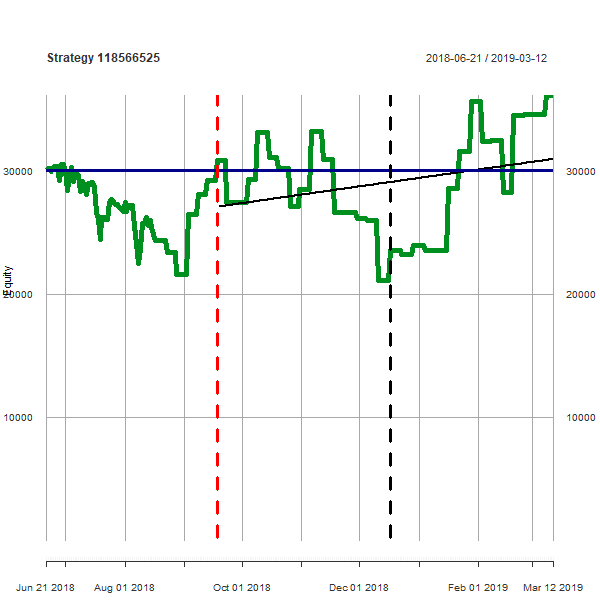 Strategy 118566525
2018-06-21 / 2019-03-12
30000
30000
Equity
20000
20000
10000
10000
Jun 21 2018
Aug 01 2018
Oct 01 2018
Dec 01 2018
Feb 01 2019
Mar 12 2019